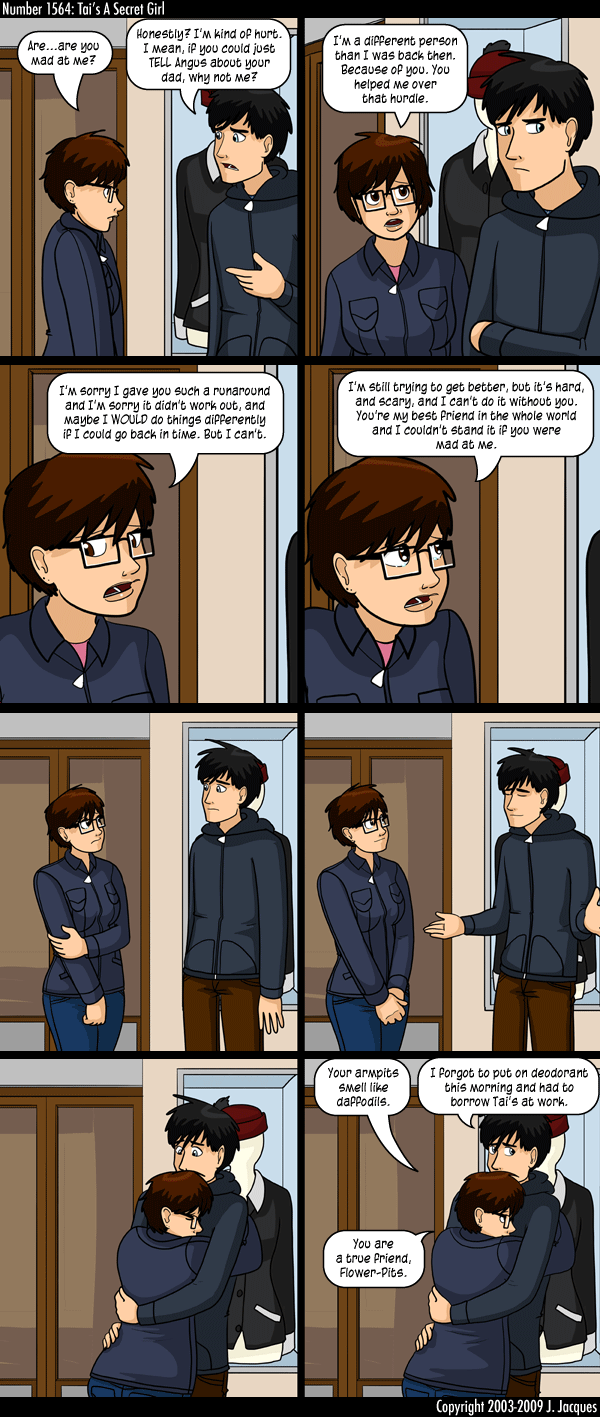 Number 1564: Tai's A Secret Girl
Are...are you
mad at me?
Honestly? I'm kind of hurt.
I mean, if you could just
TELL Angus about your
dad, why not me?
I'm a different person
than I was back then.
Because of you. You
helped me over
that hurdle.
I'm sorry I gave you such a runaround
and I'm sorry it didn't work out, and
maybe I WOULD do things differently
if I could go back in time. But I can't.
I'm still trying to get better, but it's hard,
and scary, and I can't do it without you.
You're my best friend in the whole world
and I couldn't stand it if you were
mad at me.
Your armpits
smell like
daffodils.
I forgot to put on deodorant
this morning and had to
borrow Tai's at work.
You are
a true friend,
Flower-Pits.
Copyright 2003-2009 J. Jacques